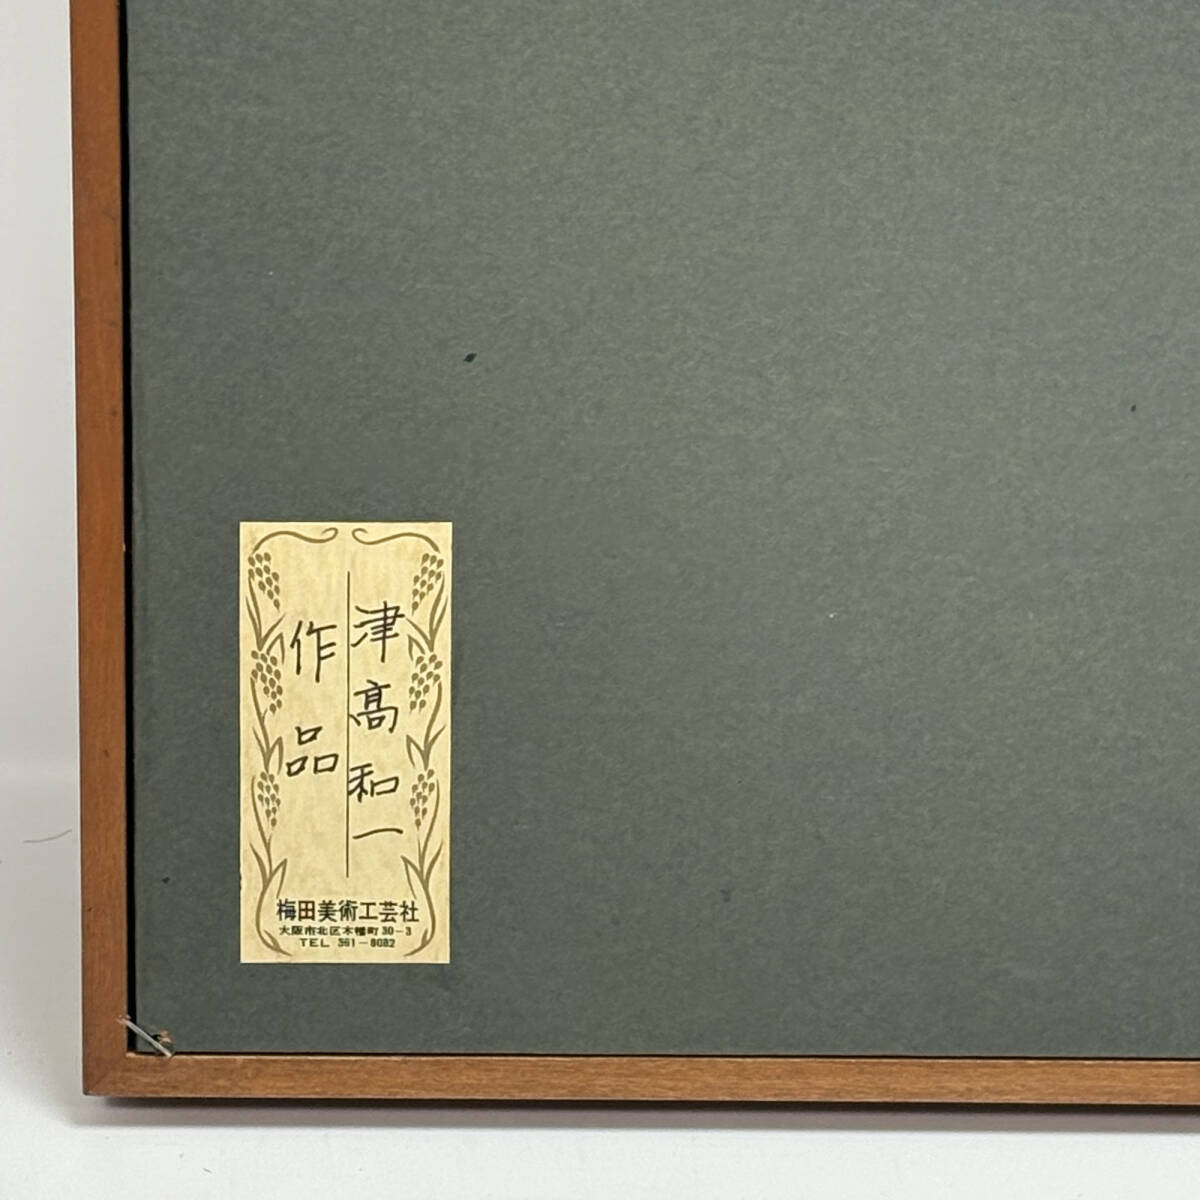 津髙和一
作品
梅田美術工芸社
大阪市北区木幡町30-3
TEL 361-8082